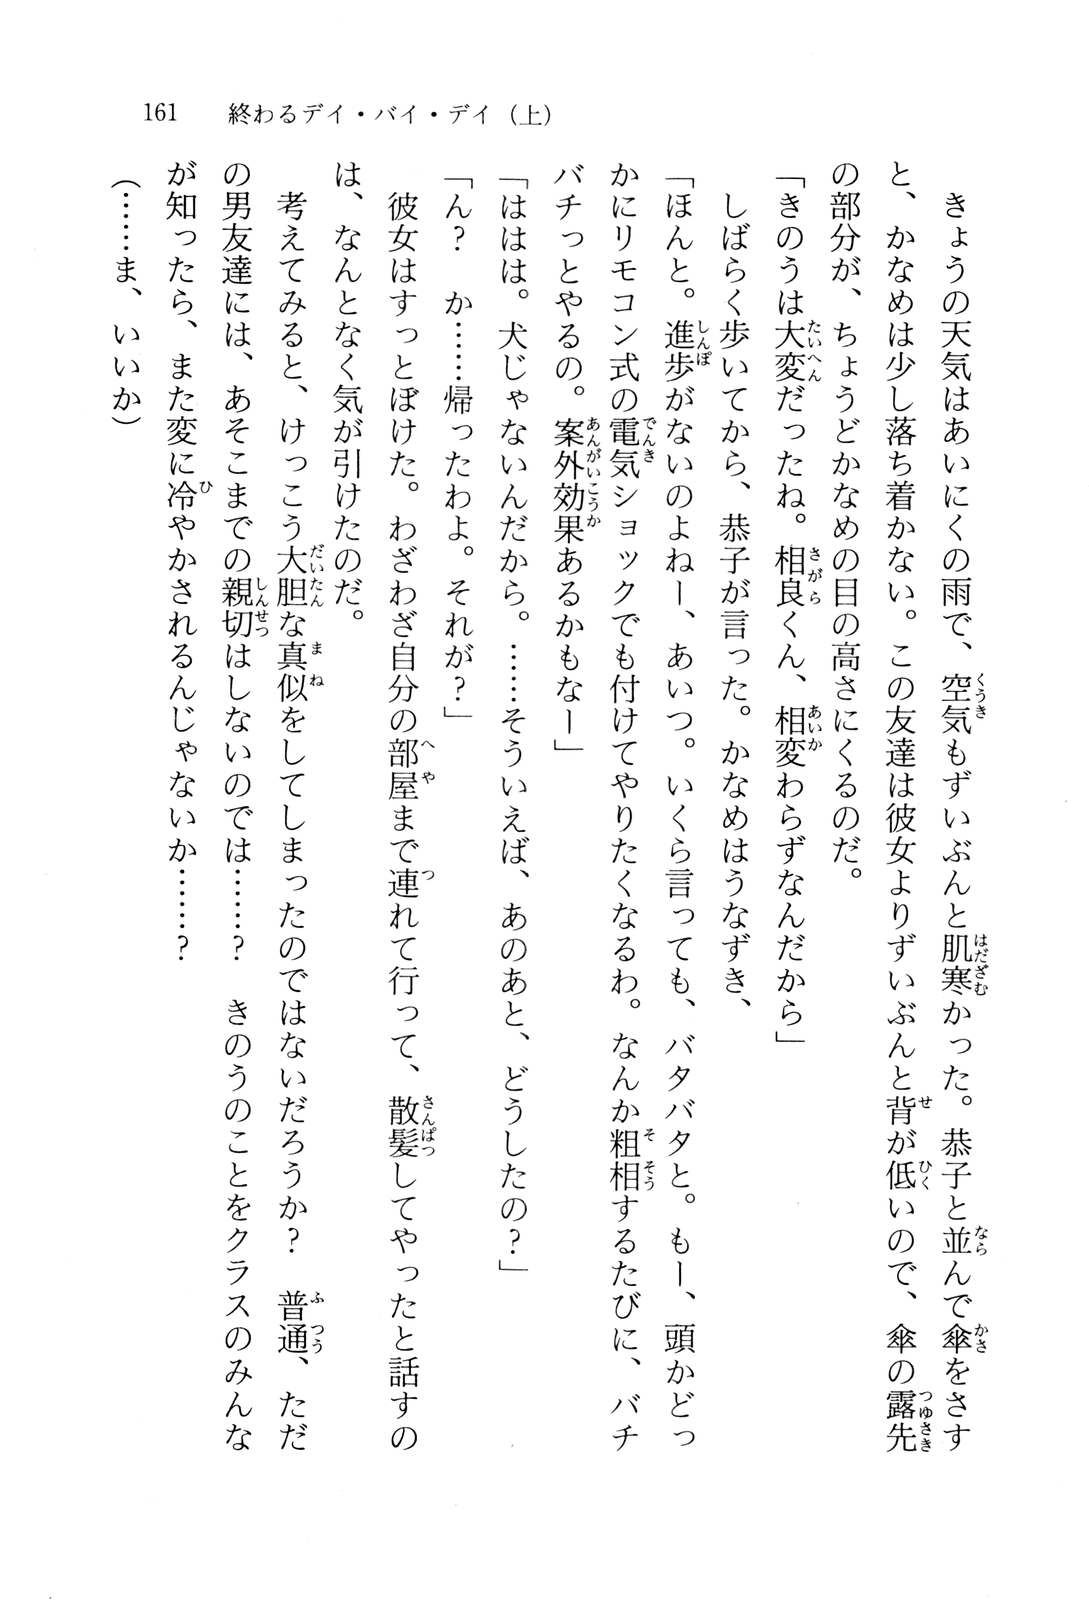 161　終わるデイ・バイ・デイ（上）
　きょうの天気はあいにくの雨で、空気もずいぶんと肌寒かった。恭子と並んで傘をさす
と、かなめは少し落ち着かない。この友達は彼女よりずいぶんと背が低いので、傘の露先
の部分が、ちょうどかなめの目の高さにくるのだ。
「きのうは大変だったね。相良くん、相変わらずなんだから」
　しばらく歩いてから、恭子が言った。かなめはうなずき、
「ほんと。進歩がないのよねー、あいつ。いくら言っても、バタバタと。もー、頭かどっ
かにリモコン式の電気ショックでも付けてやりたくなるわ。なんか粗相するたびに、バチ
バチっとやるの。案外効果あるかもなー」
「ははは。犬じゃないんだから。……そういえば、あのあと、どうしたの？」
「ん？　か……帰ったわよ。それが？」
　彼女はすっとぼけた。わざわざ自分の部屋まで連れて行って、散髪してやったと話すの
は、なんとなく気が引けたのだ。
　考えてみると、けっこう大胆な真似をしてしまったのではないだろうか？　普通、ただ
の男友達には、あそこまでの親切はしないのでは……？　きのうのことをクラスのみんな
が知ったら、また変に冷やかされるんじゃないか……？
（……ま、いいか）